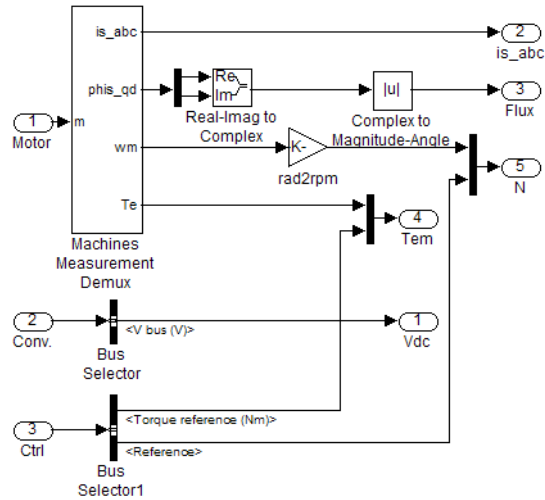 is_abc
2
is_abc
phis_qd
Re
Im
|u|
3
Flux
1
m
Motor
Real-Imag to
Complex
Complex to
Magnitude-Angle
wm
K-
rad2rpm
5
N
Te
4
Tem
Machines
Measurement
Demux
2
Conv.
<V bus (V)>
1
Vdc
Bus
Selector
3
Ctrl
<Torque reference (Nm)>
<Reference>
Bus
Selector1